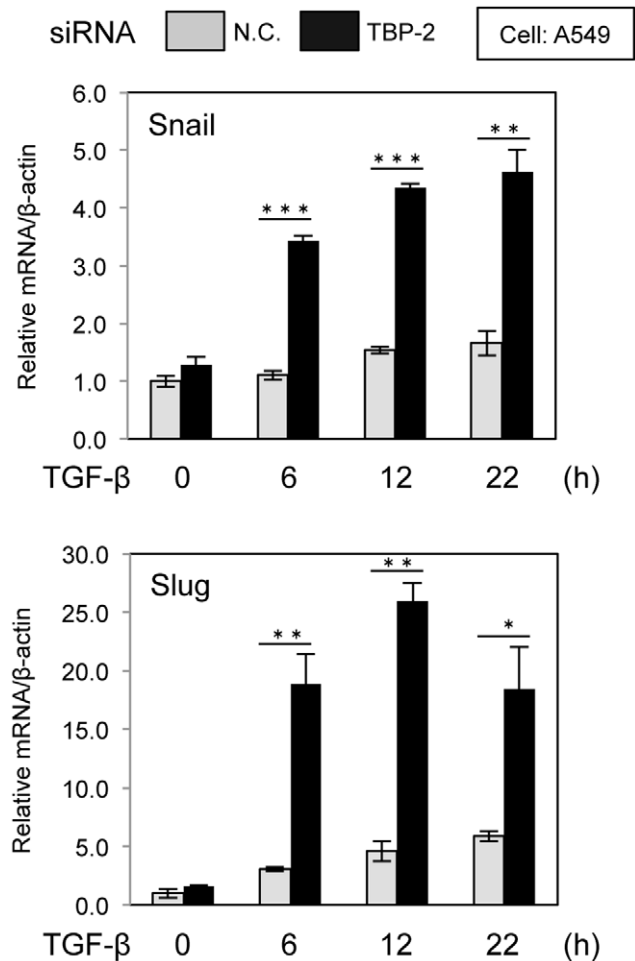 siRNA N.C. TBP-2 Cell: A549
Snail
Relative mRNA/β-actin
6.0
5.0
4.0
3.0
2.0
1.0
0.0
***
***
**
TGF-β 0 6 12 22 (h)
Slug
Relative mRNA/β-actin
30.0
25.0
20.0
15.0
10.0
5.0
0.0
**
**
*
TGF-β 0 6 12 22 (h)